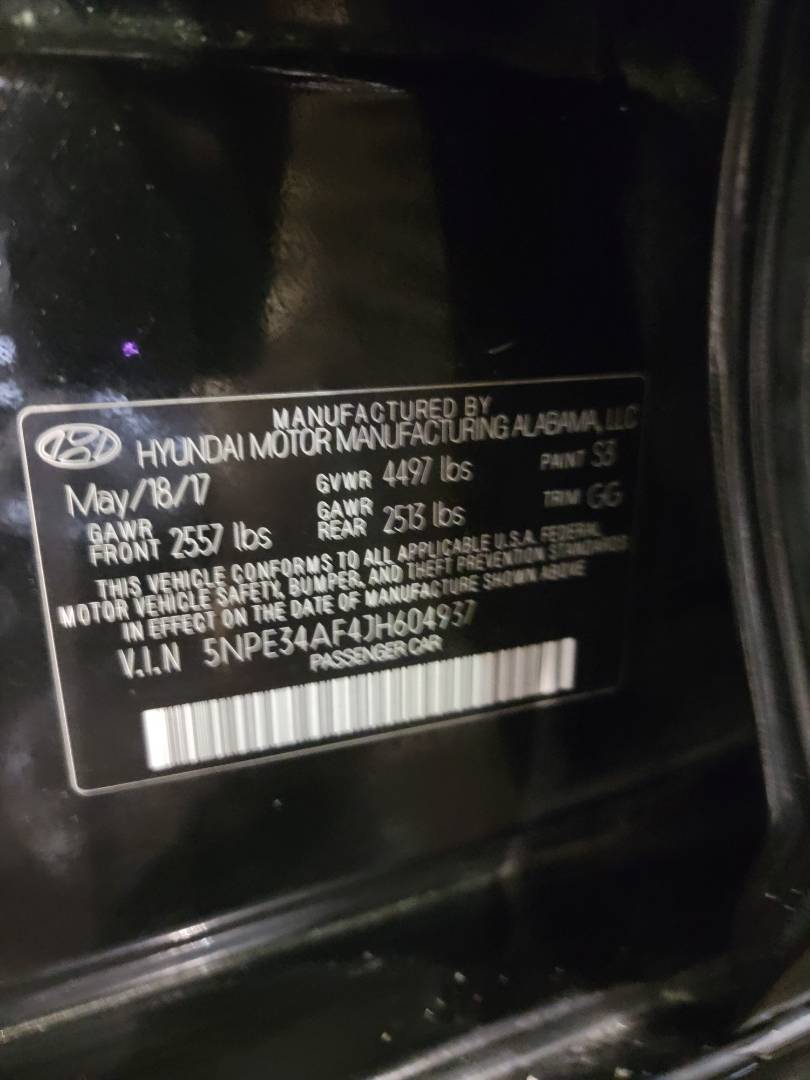 MANUFACTURED BY
HYUNDAI MOTOR MANUFACTURING ALABAMA, LLC
May/18/17 GVWR 4497 lbs PAINT S3
GAWR FRONT 2557 lbs GAWR REAR 2513 lbs TRIM GG
THIS VEHICLE CONFORMS TO ALL APPLICABLE U.S.A. FEDERAL
MOTOR VEHICLE SAFETY, BUMPER, AND THEFT PREVENTION STANDARDS
IN EFFECT ON THE DATE OF MANUFACTURE SHOWN ABOVE
V.I.N 5NPE34AF4JH604937
PASSENGER CAR